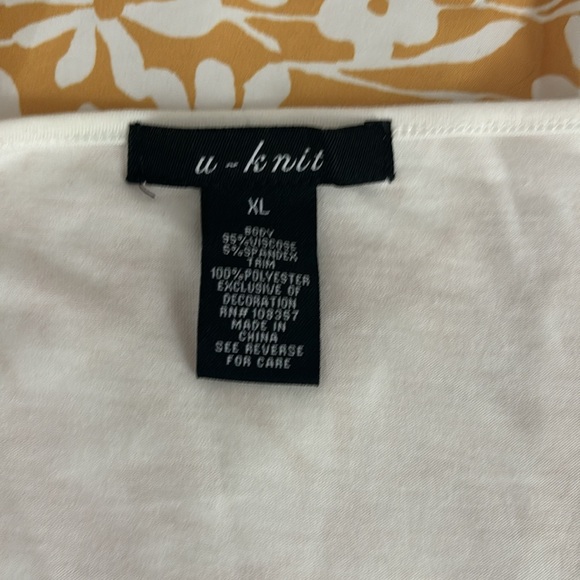 u-knit
XL
BODY
95%VISCOSE
5%SPANDEX
TRIM
100%POLYESTER
EXCLUSIVE OF
DECORATION
RN# 108357
MADE IN
CHINA
SEE REVERSE
FOR CARE